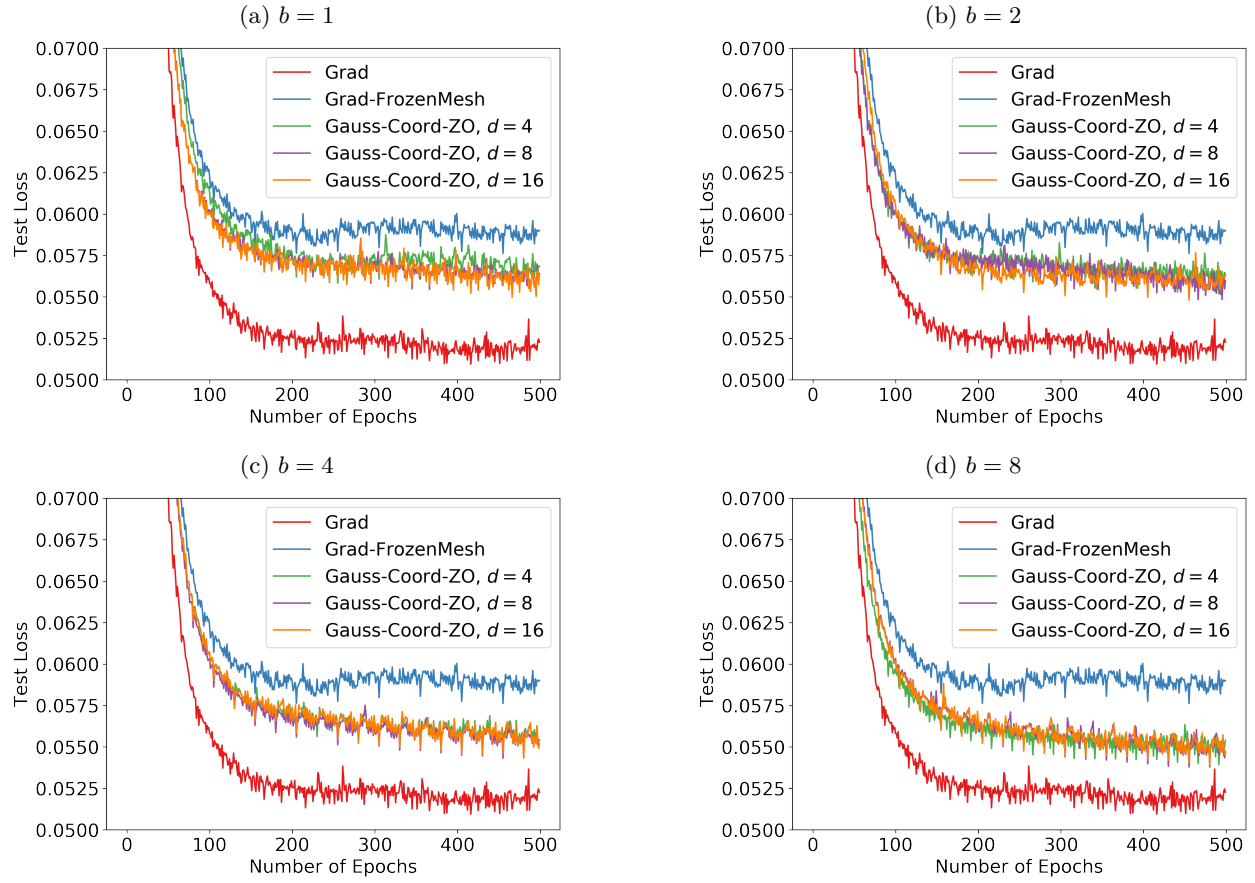 (a) b = 1
0.0700
0.0675
0.0650
0.0625
0.0600
0.0575
0.0550
0.0525
0.0500
Test Loss
Grad
Grad-FrozenMesh
Gauss-Coord-ZO, d = 4
Gauss-Coord-ZO, d = 8
Gauss-Coord-ZO, d = 16
0 100 200 300 400 500
Number of Epochs
(b) b = 2
0.0700
0.0675
0.0650
0.0625
0.0600
0.0575
0.0550
0.0525
0.0500
Test Loss
Grad
Grad-FrozenMesh
Gauss-Coord-ZO, d = 4
Gauss-Coord-ZO, d = 8
Gauss-Coord-ZO, d = 16
0 100 200 300 400 500
Number of Epochs
(c) b = 4
0.0700
0.0675
0.0650
0.0625
0.0600
0.0575
0.0550
0.0525
0.0500
Test Loss
Grad
Grad-FrozenMesh
Gauss-Coord-ZO, d = 4
Gauss-Coord-ZO, d = 8
Gauss-Coord-ZO, d = 16
0 100 200 300 400 500
Number of Epochs
(d) b = 8
0.0700
0.0675
0.0650
0.0625
0.0600
0.0575
0.0550
0.0525
0.0500
Test Loss
Grad
Grad-FrozenMesh
Gauss-Coord-ZO, d = 4
Gauss-Coord-ZO, d = 8
Gauss-Coord-ZO, d = 16
0 100 200 300 400 500
Number of Epochs